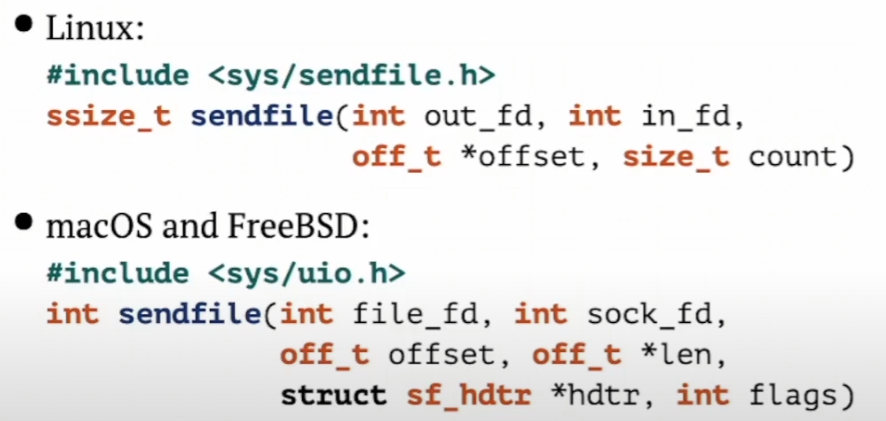 • Linux:
#include <sys/sendfile.h>
ssize_t sendfile(int out_fd, int in_fd,
off_t *offset, size_t count)
• macOS and FreeBSD:
#include <sys/uio.h>
int sendfile(int file_fd, int sock_fd,
off_t offset, off_t *len,
struct sf_hdtr *hdtr, int flags)